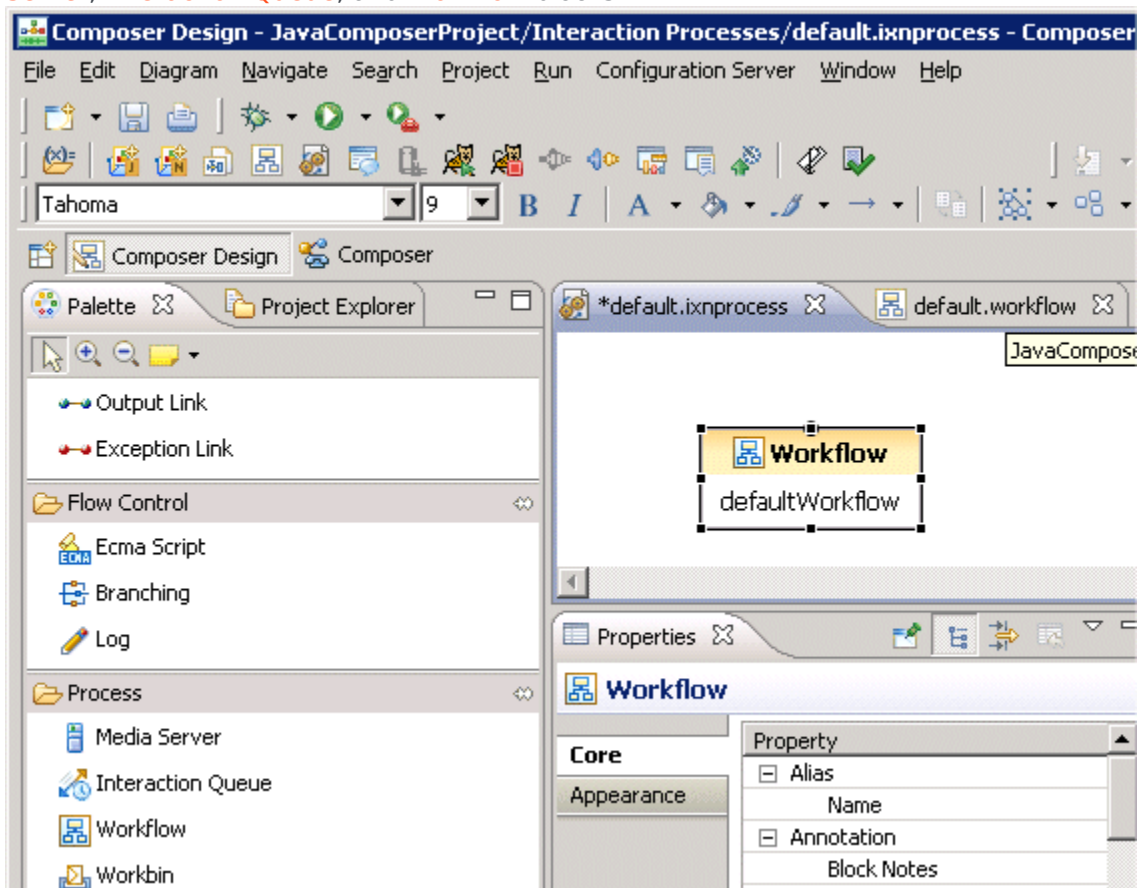 Composer Design - JavaComposerProject/Interaction Processes/default.ixnprocess - Composer
File Edit Diagram Navigate Search Project Run Configuration Server Window Help
Tahoma 9 B I A
Composer Design Composer
Palette Project Explorer
*default.ixnprocess default.workflow
JavaCompose
Output Link
Exception Link
Workflow
defaultWorkflow
Flow Control
Ecma Script
Branching
Log
Process
Media Server
Interaction Queue
Workflow
Workbin
Properties
Workflow
Core
Appearance
Property
Alias
Name
Annotation
Block Notes